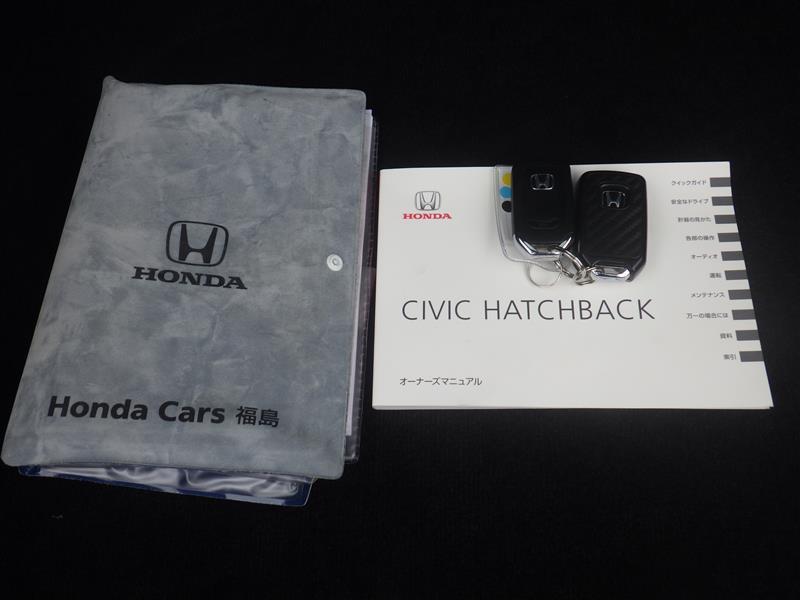 HONDA
Honda Cars 福島
HONDA
CIVIC HATCHBACK
オーナーズマニュアル
クイックガイド
安全なドライブ
計器の見かた
各部の操作
オーディオ
運転
メンテナンス
万一の場合には
資料
索引